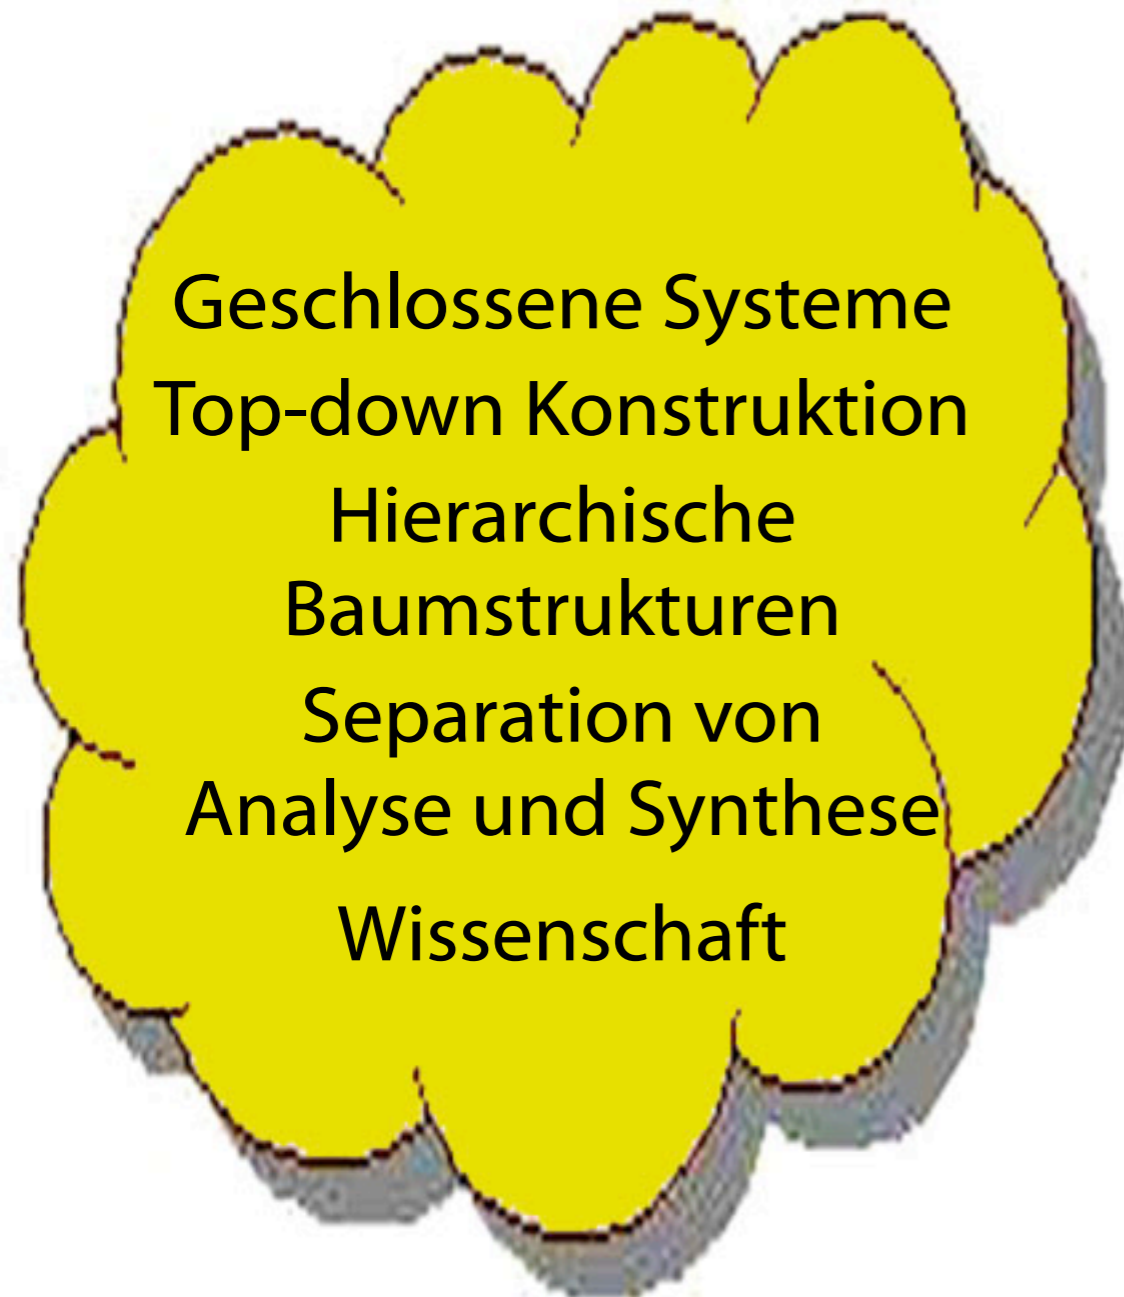 Geschlossene Systeme
Top-down Konstruktion
Hierarchische
Baumstrukturen
Separation von
Analyse und Synthese
Wissenschaft